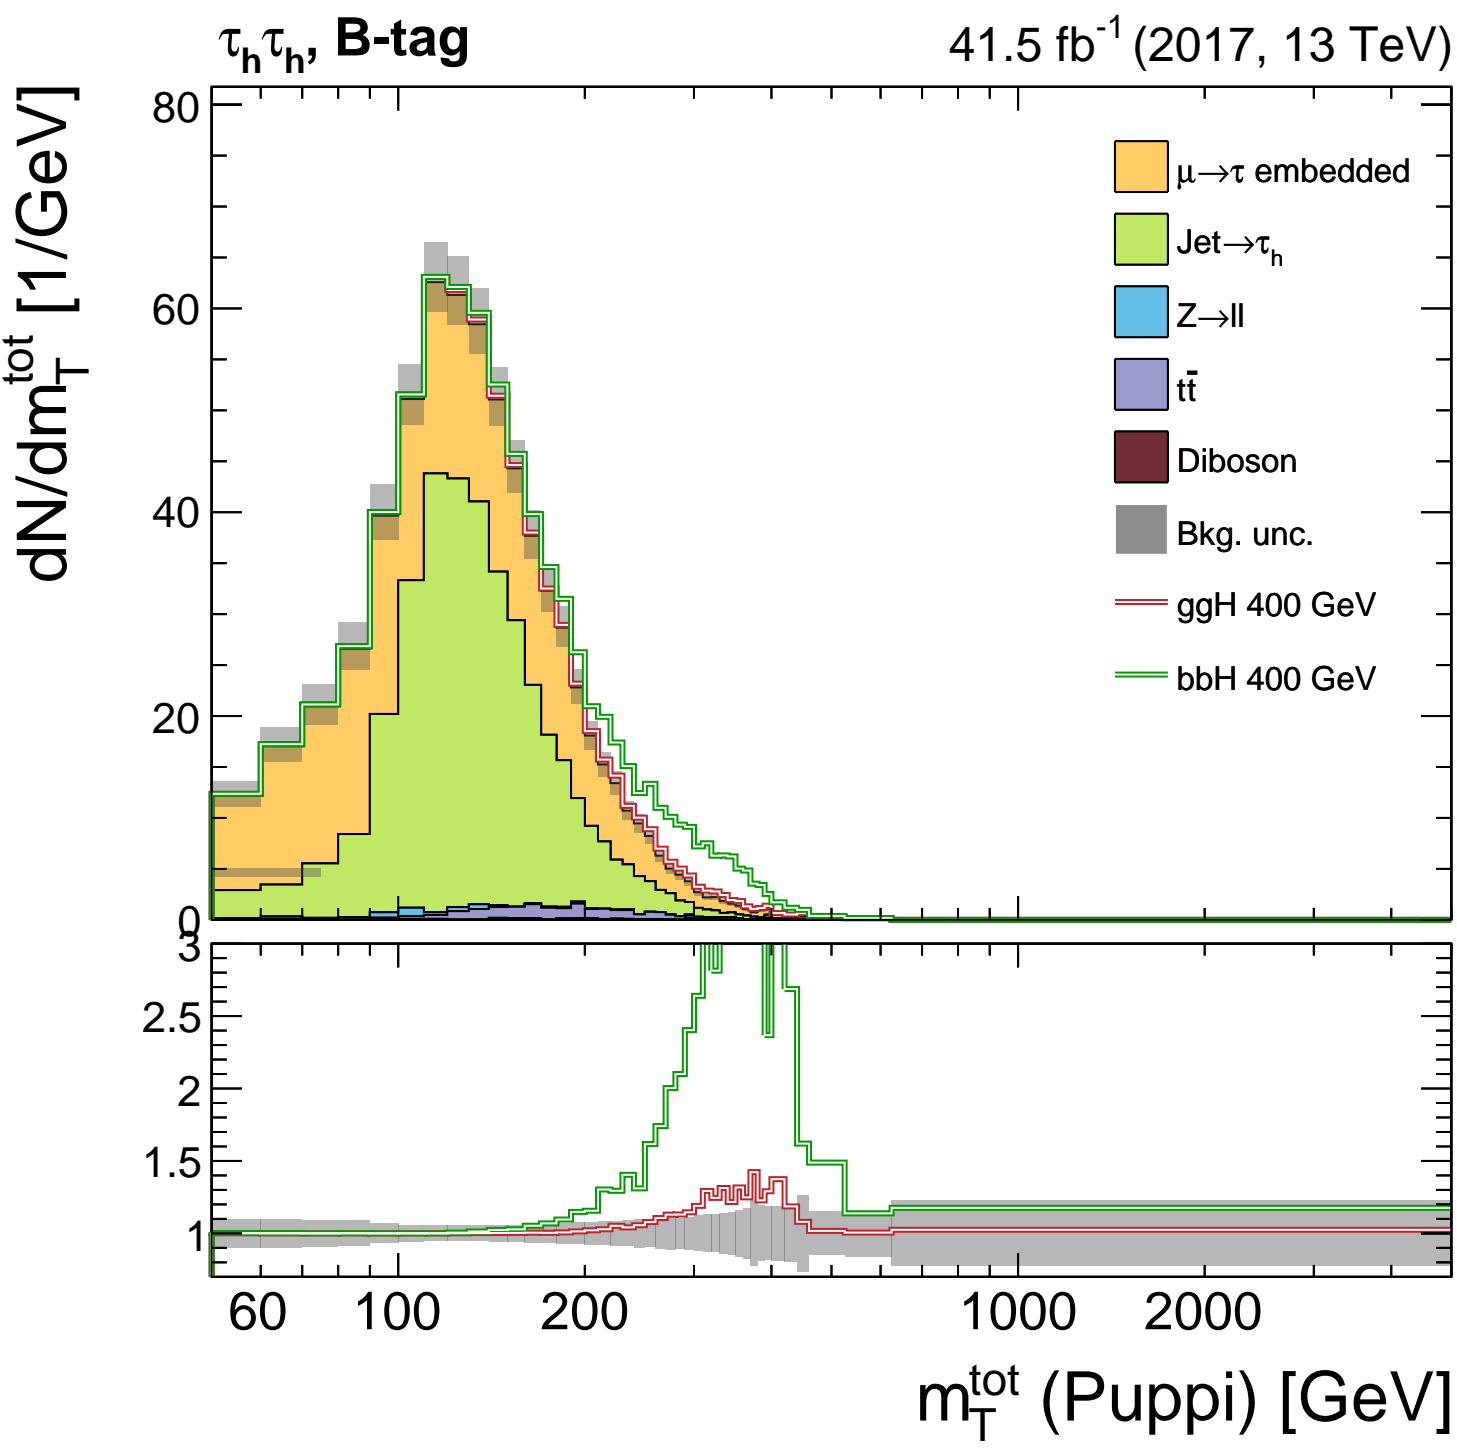 τhτh, B-tag
41.5 fb-1 (2017, 13 TeV)
dN/dmTtot [1/GeV]
80
60
40
20
0
μ→τ embedded
Jet→τh
Z→ll
tt̄
Diboson
Bkg. unc.
ggH 400 GeV
bbH 400 GeV
3
2.5
2
1.5
1
60 100 200 1000 2000
mTtot (Puppi) [GeV]